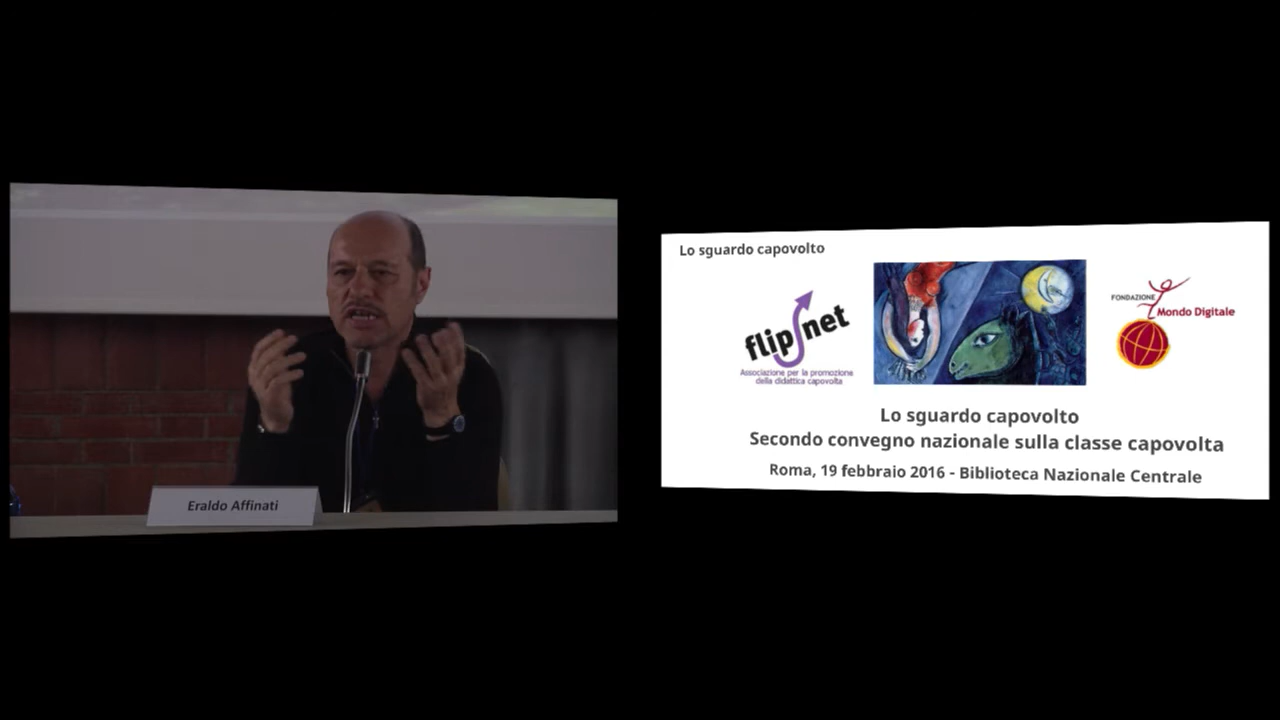 Eraldo Affinati
Lo sguardo capovolto
flipnet
Associazione per la promozione
della didattica capovolta
FONDAZIONE
Mondo Digitale
Lo sguardo capovolto
Secondo convegno nazionale sulla classe capovolta
Roma, 19 febbraio 2016 - Biblioteca Nazionale Centrale